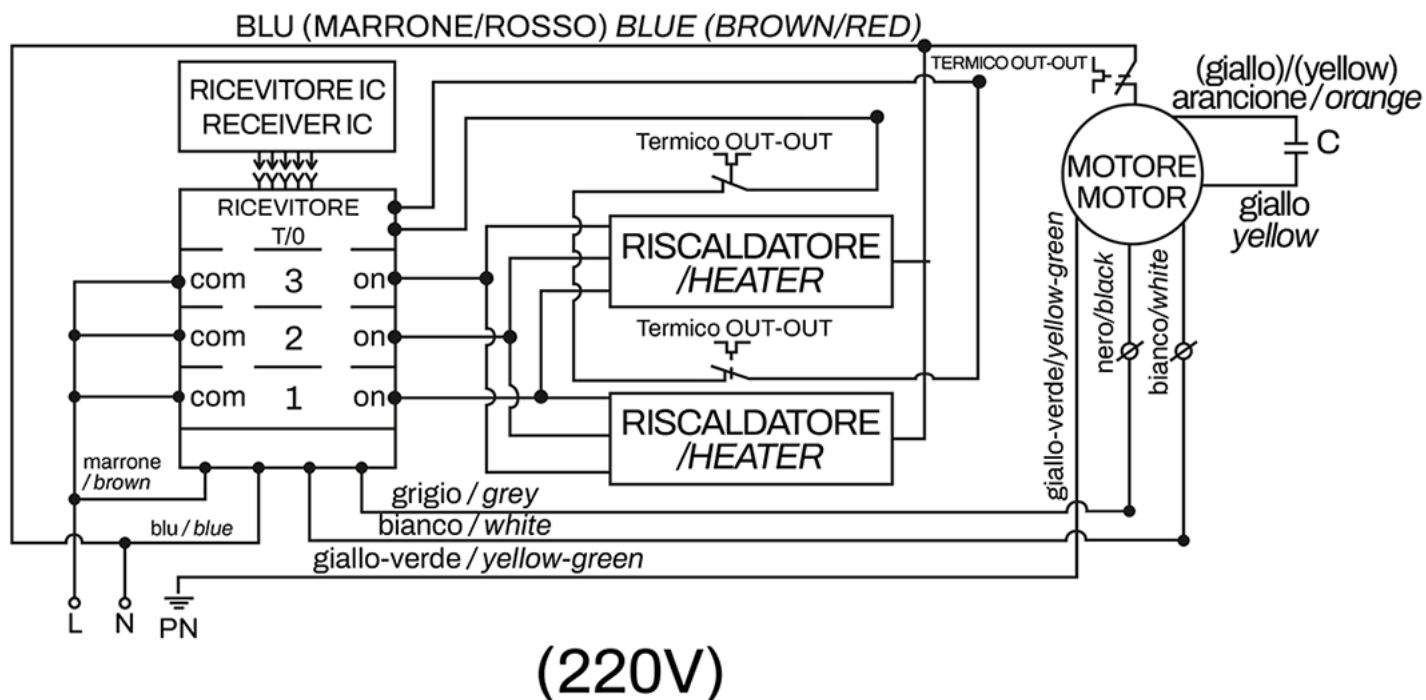 BLU (MARRONE/ROSSO) BLUE (BROWN/RED)
TERMICO OUT-OUT
(giallo)/(yellow)
arancione/orange
C
giallo
yellow
RICEVITORE IC
RECEIVER IC
Termico OUT-OUT
MOTORE
MOTOR
RICEVITORE
T/0
com 3 on
com 2 on
com 1 on
RISCALDATORE
/HEATER
Termico OUT-OUT
RISCALDATORE
/HEATER
giallo-verde/yellow-green
nero/black
bianco/white
marrone
/brown
blu/blue
grigio/grey
bianco/white
giallo-verde/yellow-green
L N PN
(220V)